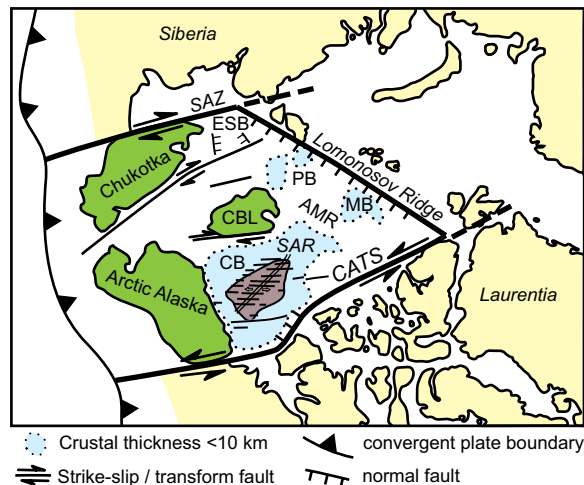 Siberia
SAZ
ESB
Chukotka
Lomonosov Ridge
PB
MB
CBL
AMR
SAR
CB
CATS
Arctic Alaska
Laurentia
Crustal thickness <10 km
convergent plate boundary
Strike-slip / transform fault
normal fault